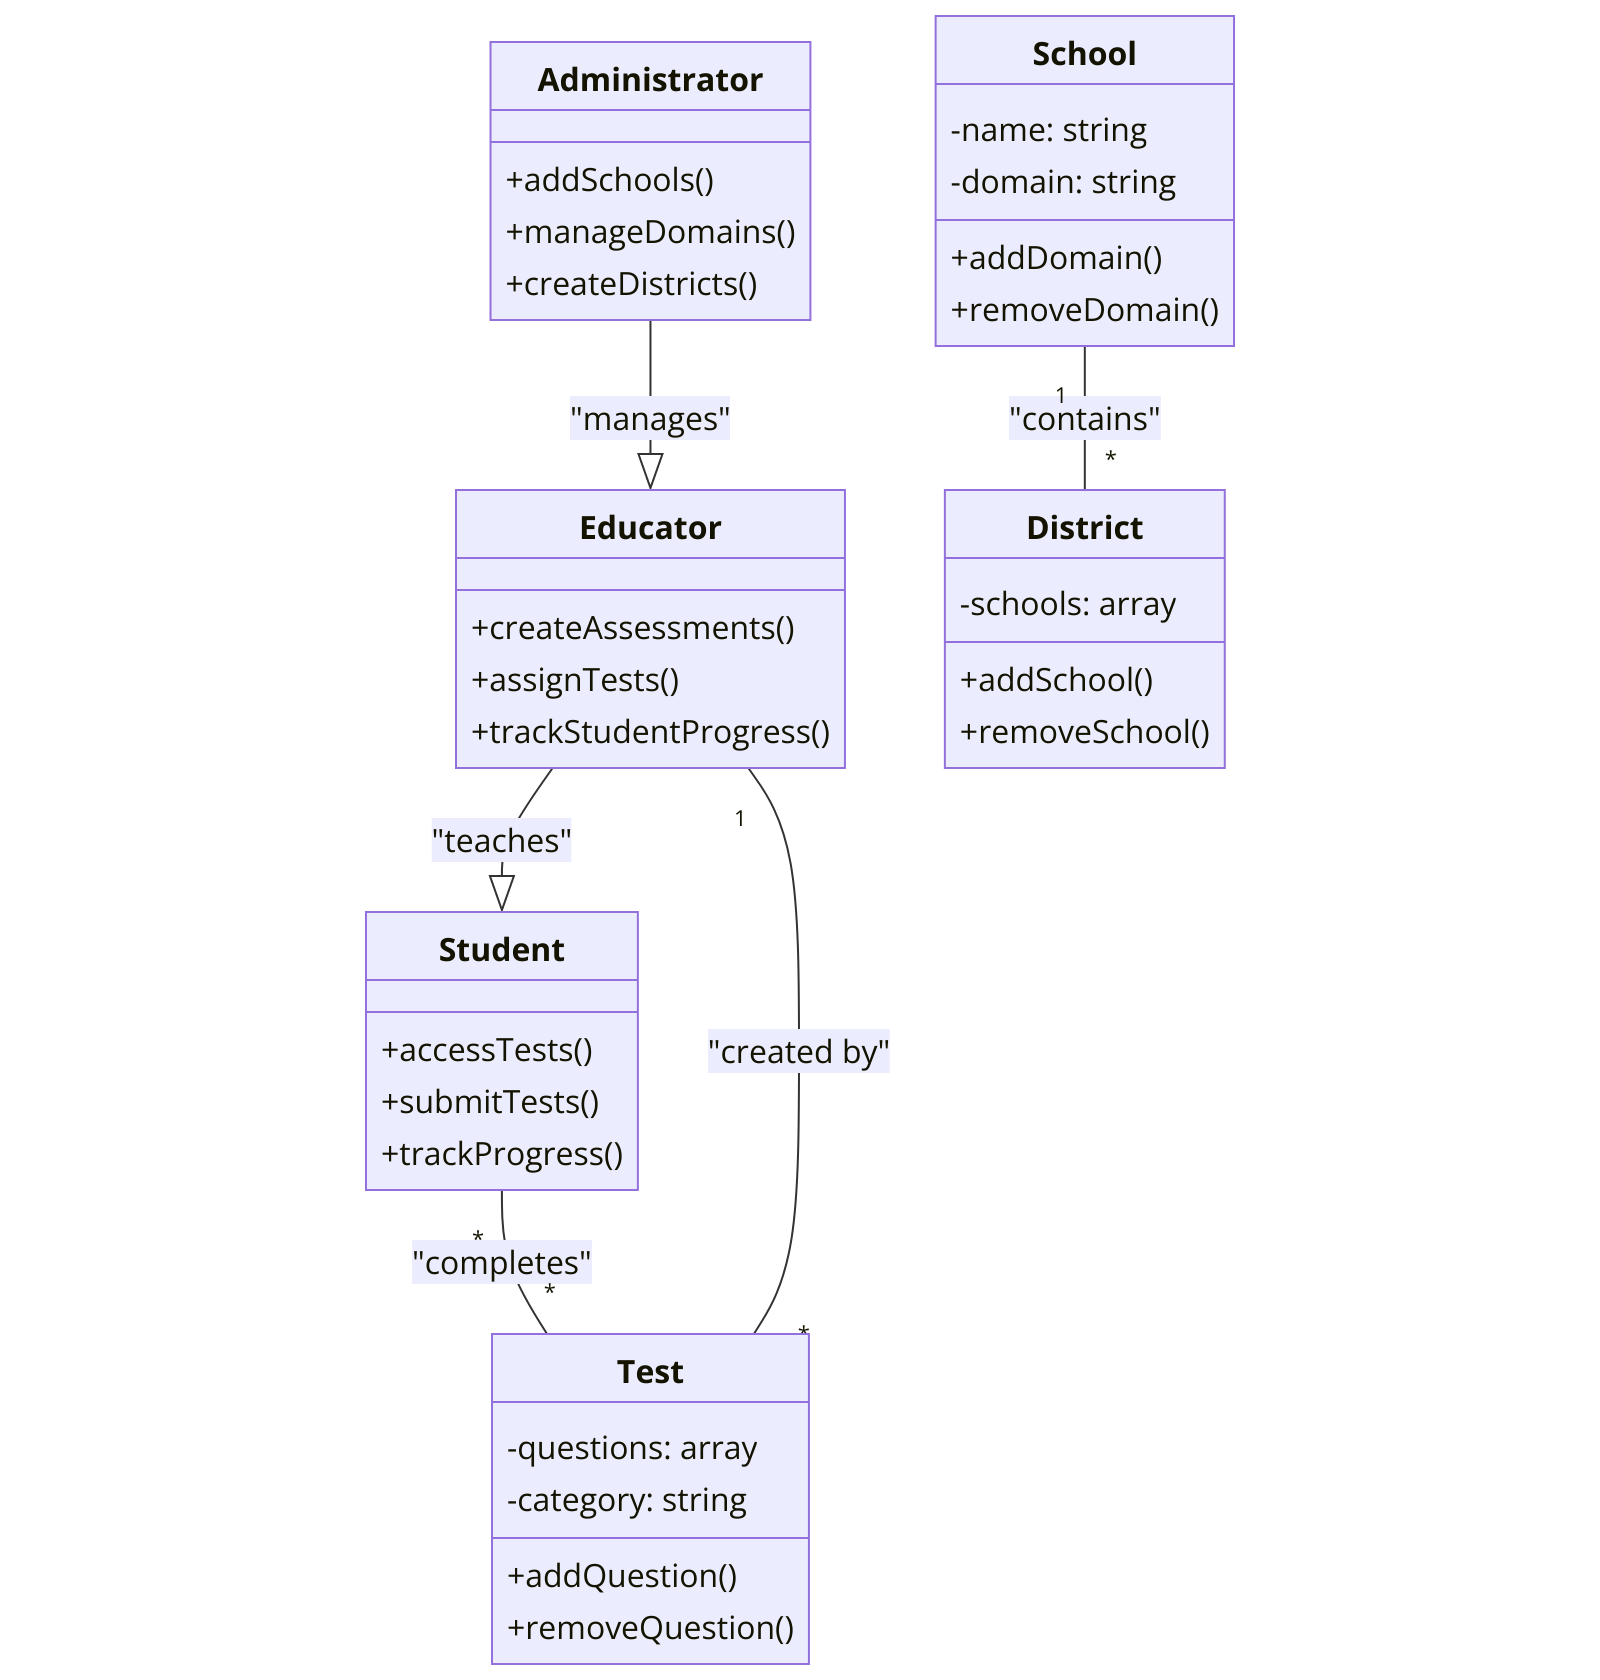 Administrator
+addSchools()
+manageDomains()
+createDistricts()
School
-name: string
-domain: string
+addDomain()
+removeDomain()
"manages"
1
"contains"
*
Educator
+createAssessments()
+assignTests()
+trackStudentProgress()
District
-schools: array
+addSchool()
+removeSchool()
"teaches"
1
"created by"
*
Student
+accessTests()
+submitTests()
+trackProgress()
*
"completes"
*
Test
-questions: array
-category: string
+addQuestion()
+removeQuestion()